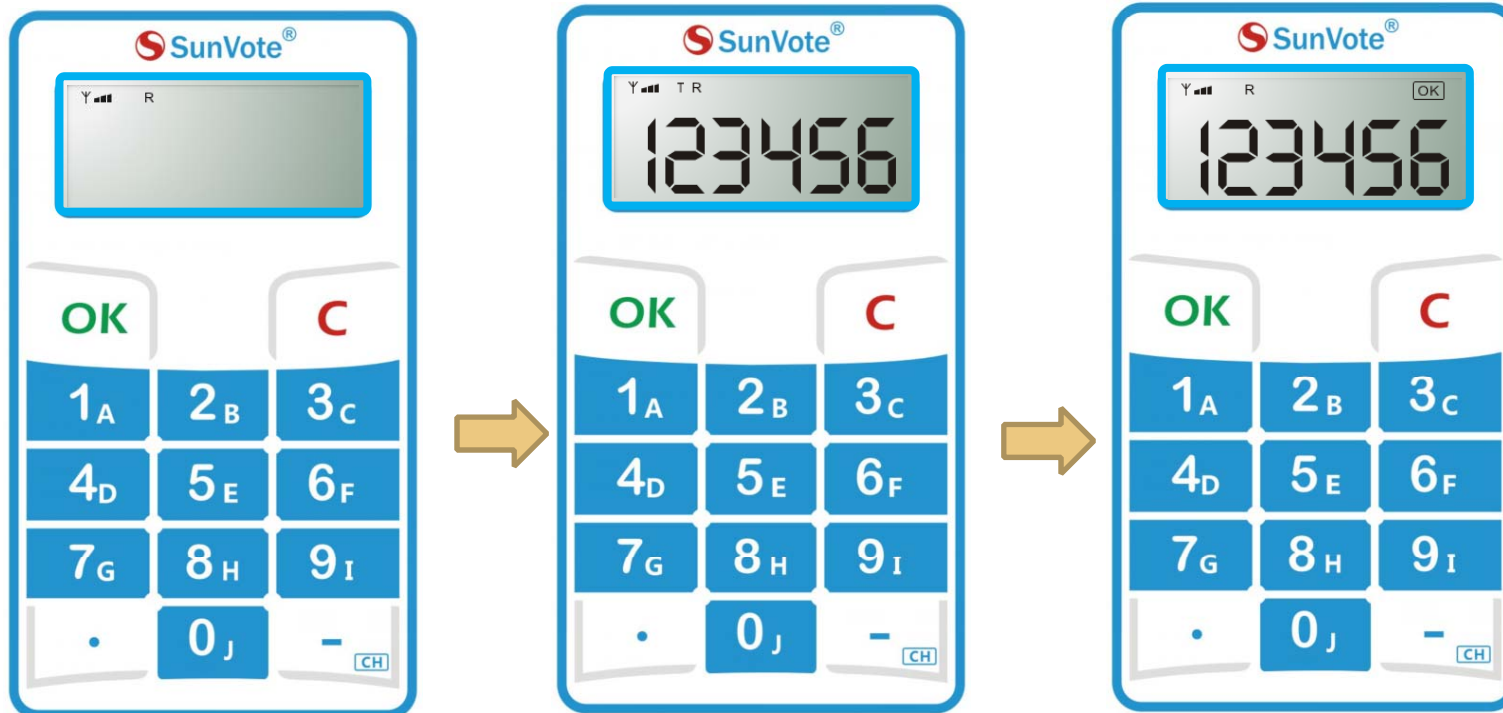 SunVote®
R
OK C
1A 2B 3C
4D 5E 6F
7G 8H 9I
. 0J - CH
SunVote®
T R
123456
OK C
1A 2B 3C
4D 5E 6F
7G 8H 9I
. 0J - CH
SunVote®
R OK
123456
OK C
1A 2B 3C
4D 5E 6F
7G 8H 9I
. 0J - CH